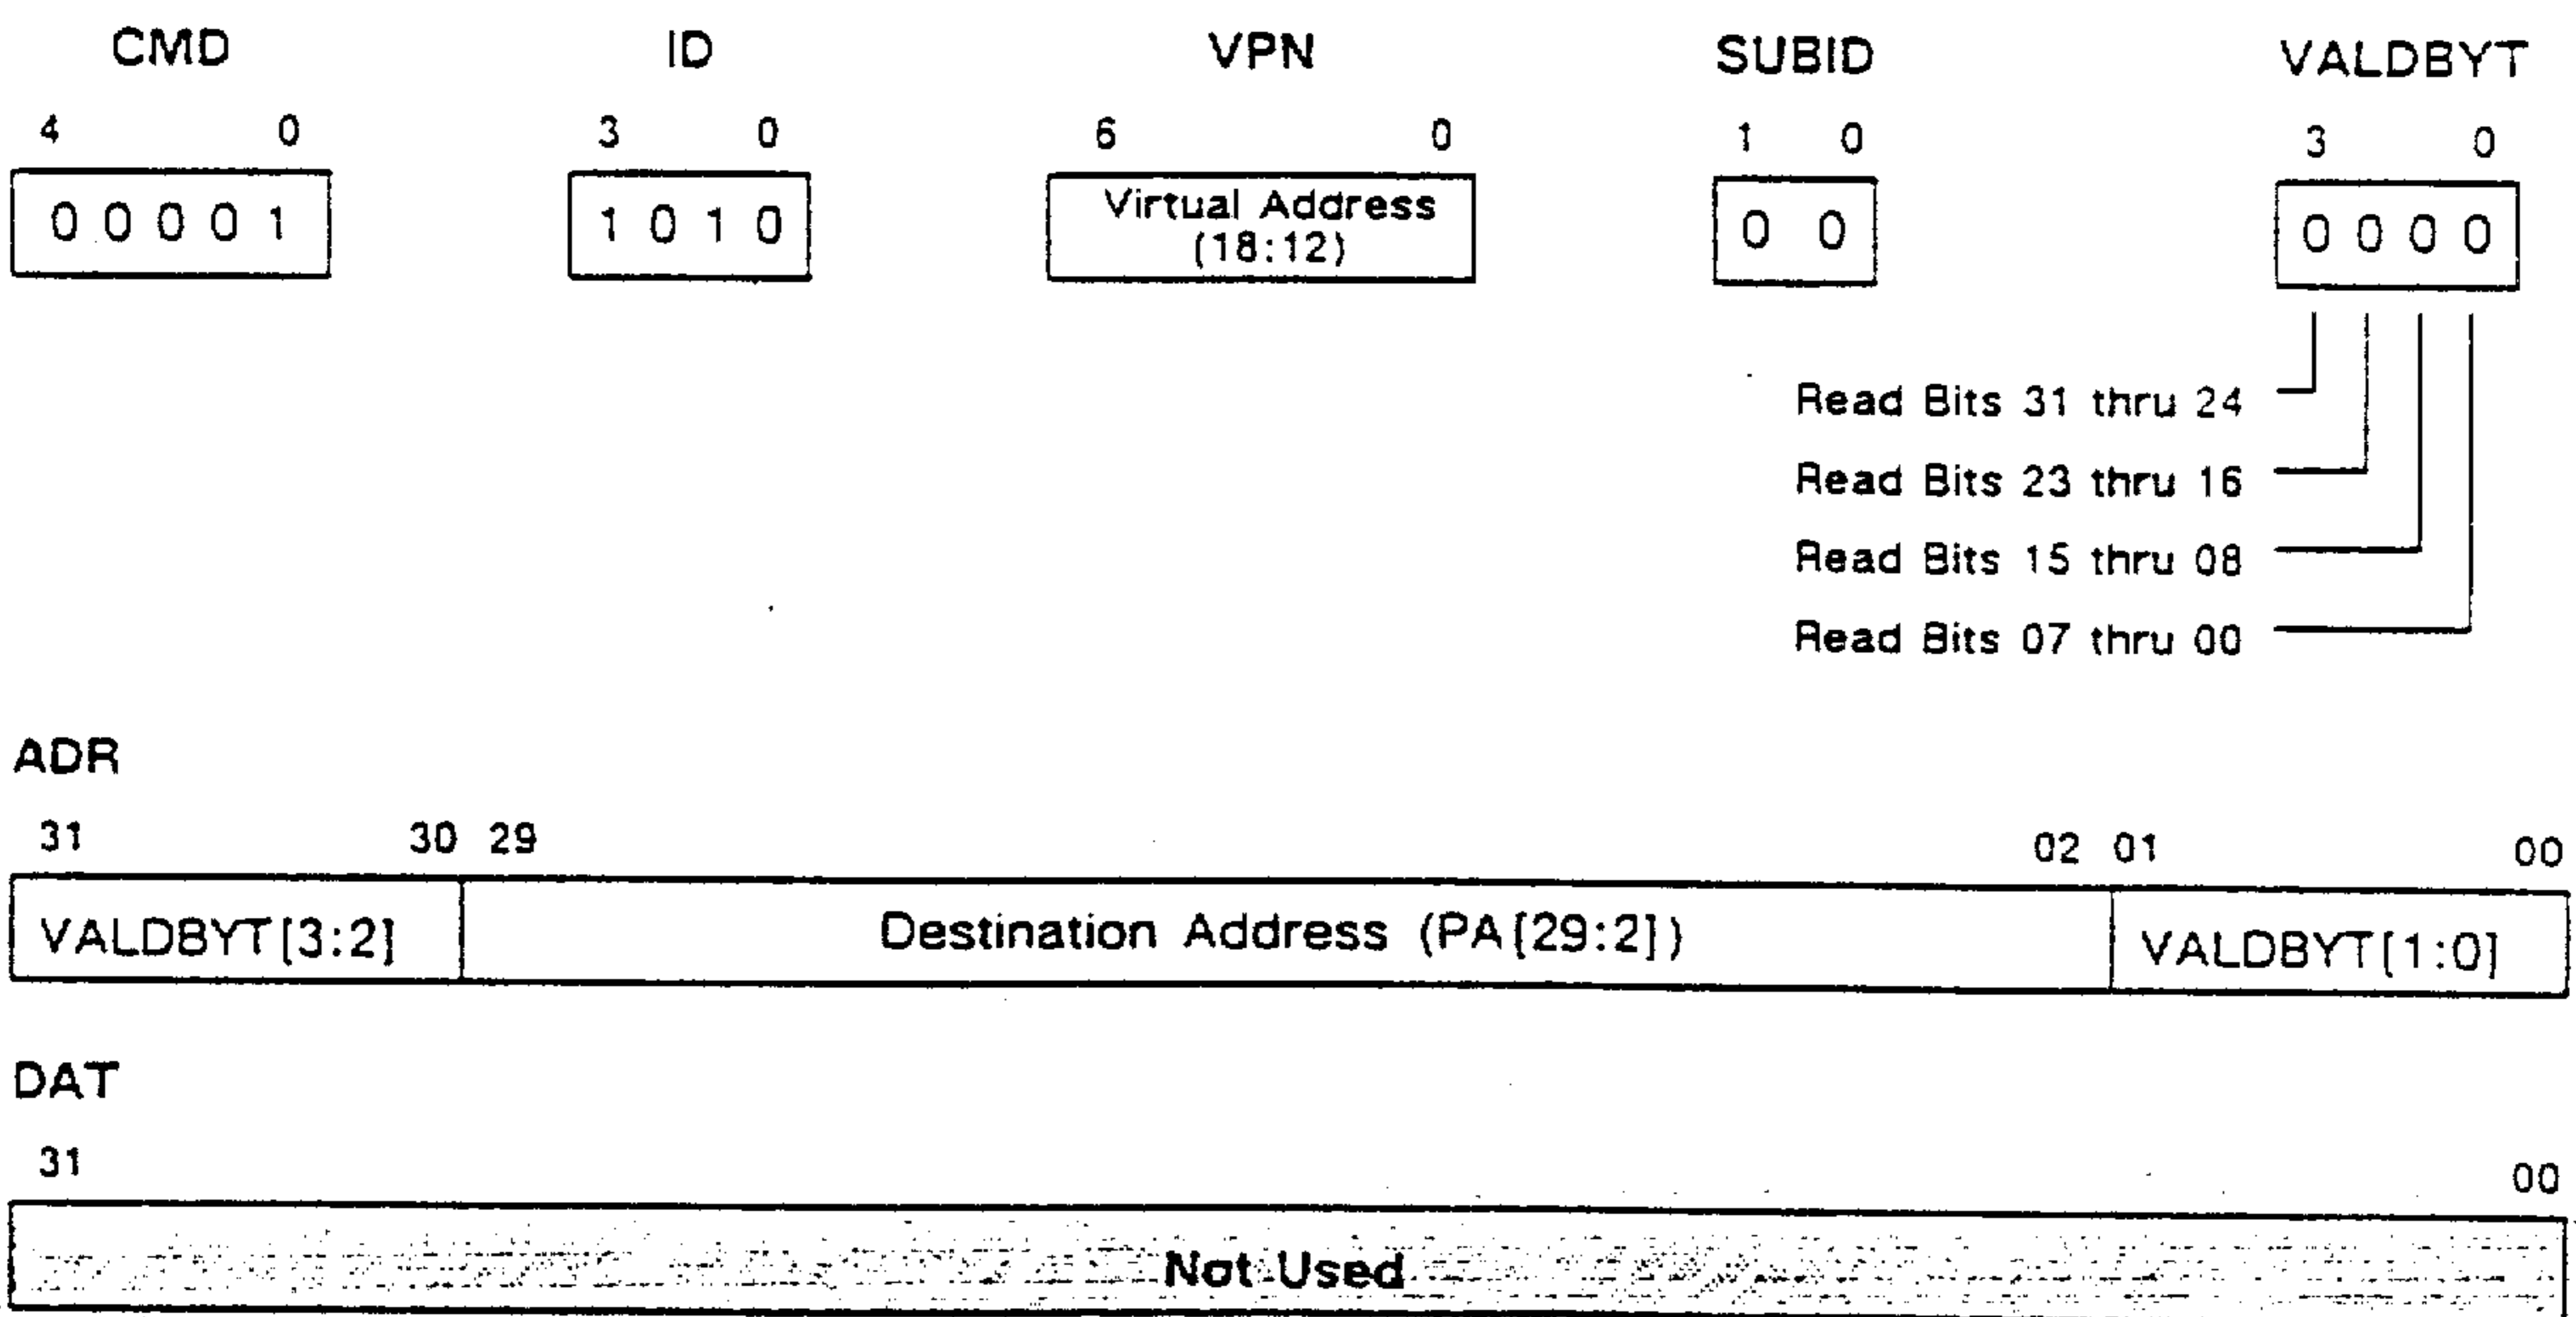 CMD ID VPN SUBID VALDBYT
4 0 3 0 6 0 1 0 3 0
0 0 0 0 1 1 0 1 0 Virtual Address 0 0 0 0 0 0
(18:12)
Read Bits 31 thru 24
Read Bits 23 thru 16
Read Bits 15 thru 08
Read Bits 07 thru 00
ADR
31 30 29 02 01 00
VALDBYT[3:2] Destination Address (PA[29:2]) VALDBYT[1:0]
DAT
31 00
Not Used